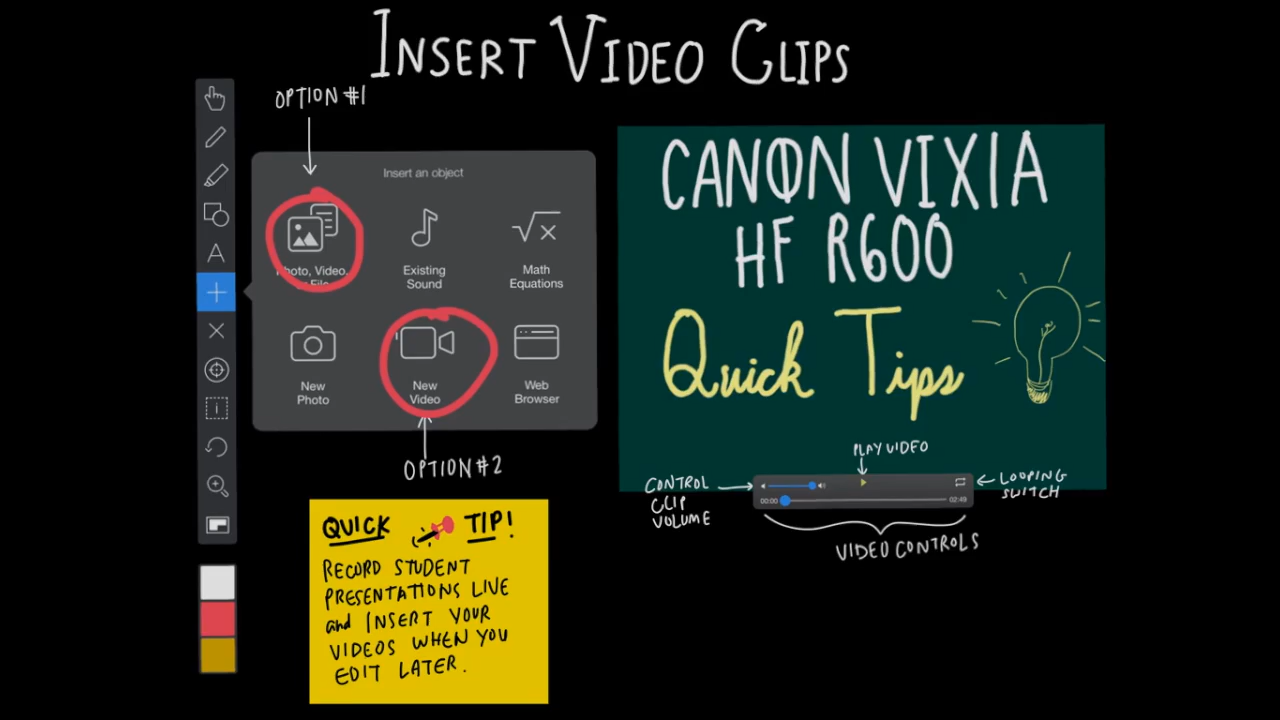 INSERT VIDEO CLIPS
OPTION #1
Insert an object
Photo, Video,
File
Existing
Sound
Math
Equations
New
Photo
New
Video
Web
Browser
OPTION #2
QUICK TIP!
RECORD STUDENT
PRESENTATIONS LIVE
and INSERT YOUR
VIDEOS WHEN YOU
EDIT LATER.
CANON VIXIA
HF R600
Quick Tips
PLAY VIDEO
CONTROL
CLIP
VOLUME
LOOPING
SWITCH
00:00
02:49
VIDEO CONTROLS